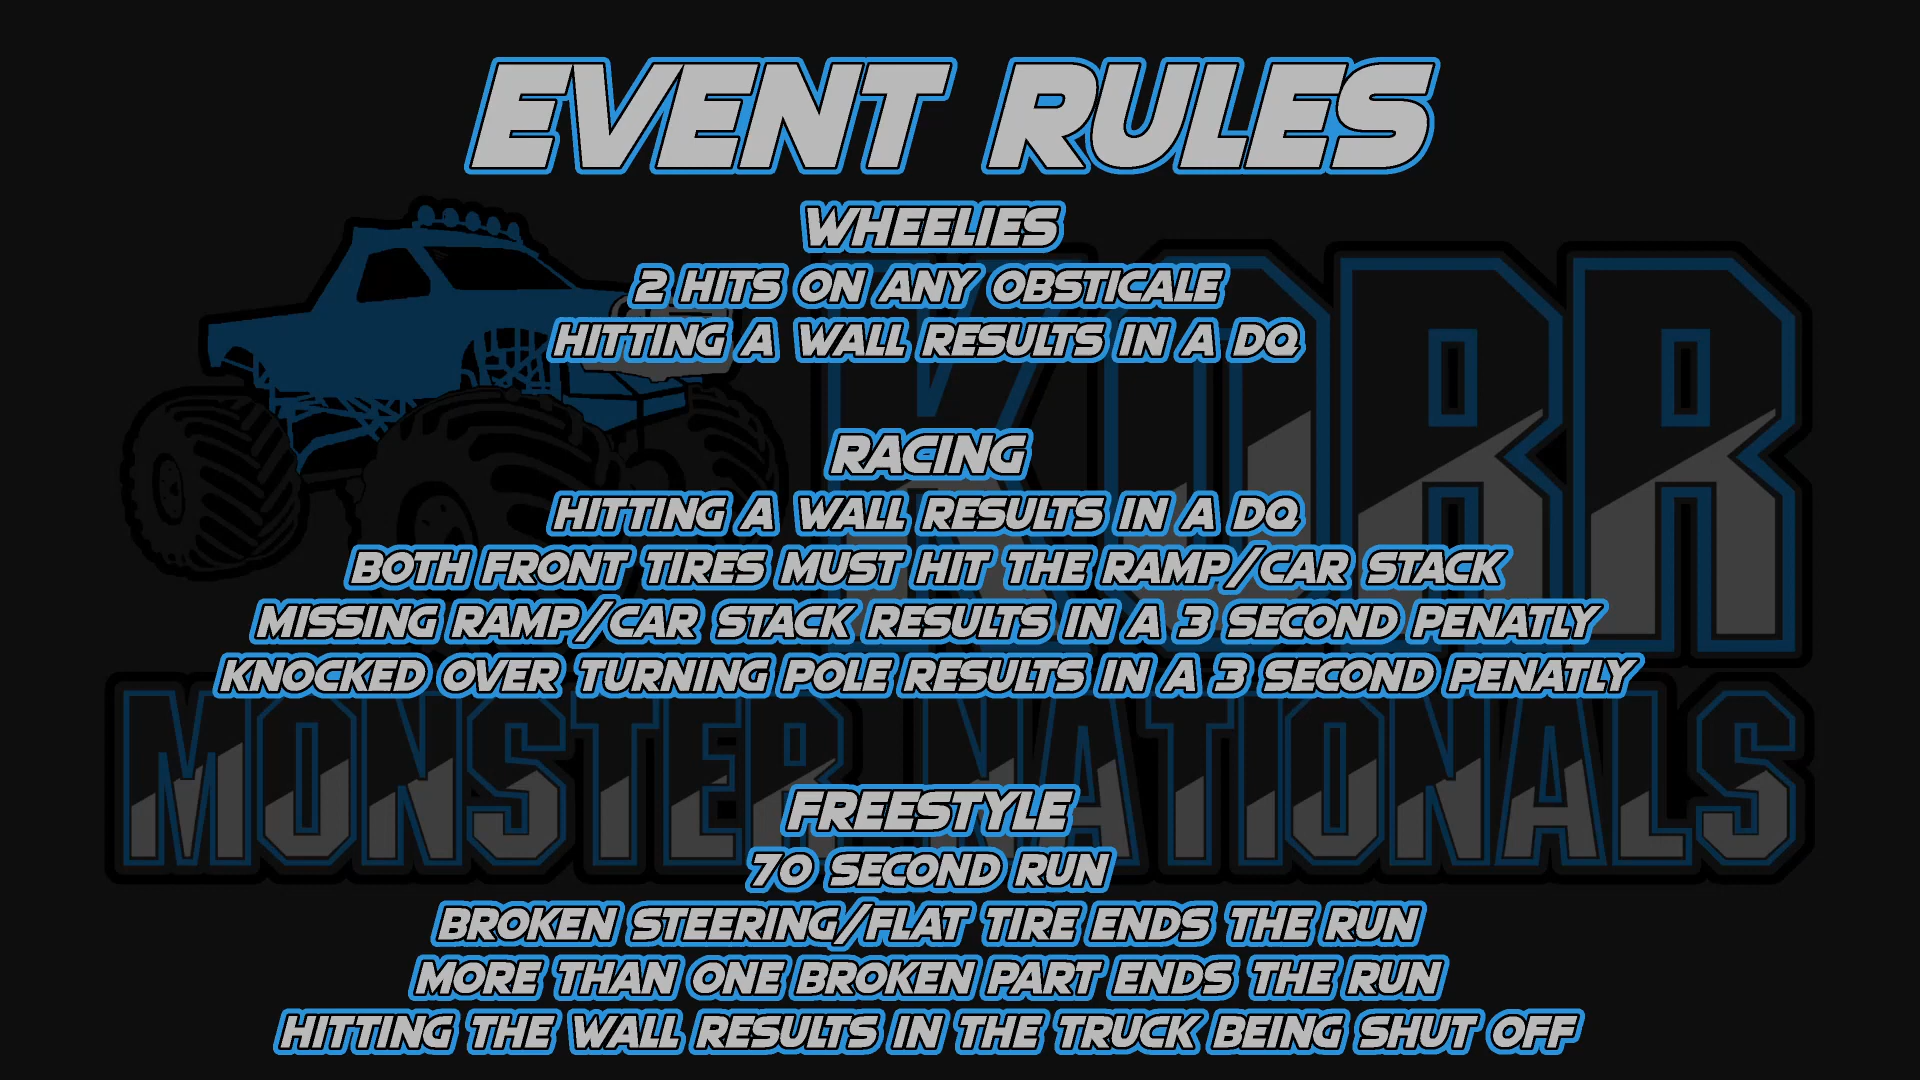 EVENT RULES
WHEELIES
2 HITS ON ANY OBSTICALE
HITTING A WALL RESULTS IN A DQ
RACING
HITTING A WALL RESULTS IN A DQ
BOTH FRONT TIRES MUST HIT THE RAMP/CAR STACK
MISSING RAMP/CAR STACK RESULTS IN A 3 SECOND PENATLY
KNOCKED OVER TURNING POLE RESULTS IN A 3 SECOND PENATLY
FREESTYLE
70 SECOND RUN
BROKEN STEERING/FLAT TIRE ENDS THE RUN
MORE THAN ONE BROKEN PART ENDS THE RUN
HITTING THE WALL RESULTS IN THE TRUCK BEING SHUT OFF
MONSTER NATIONALS